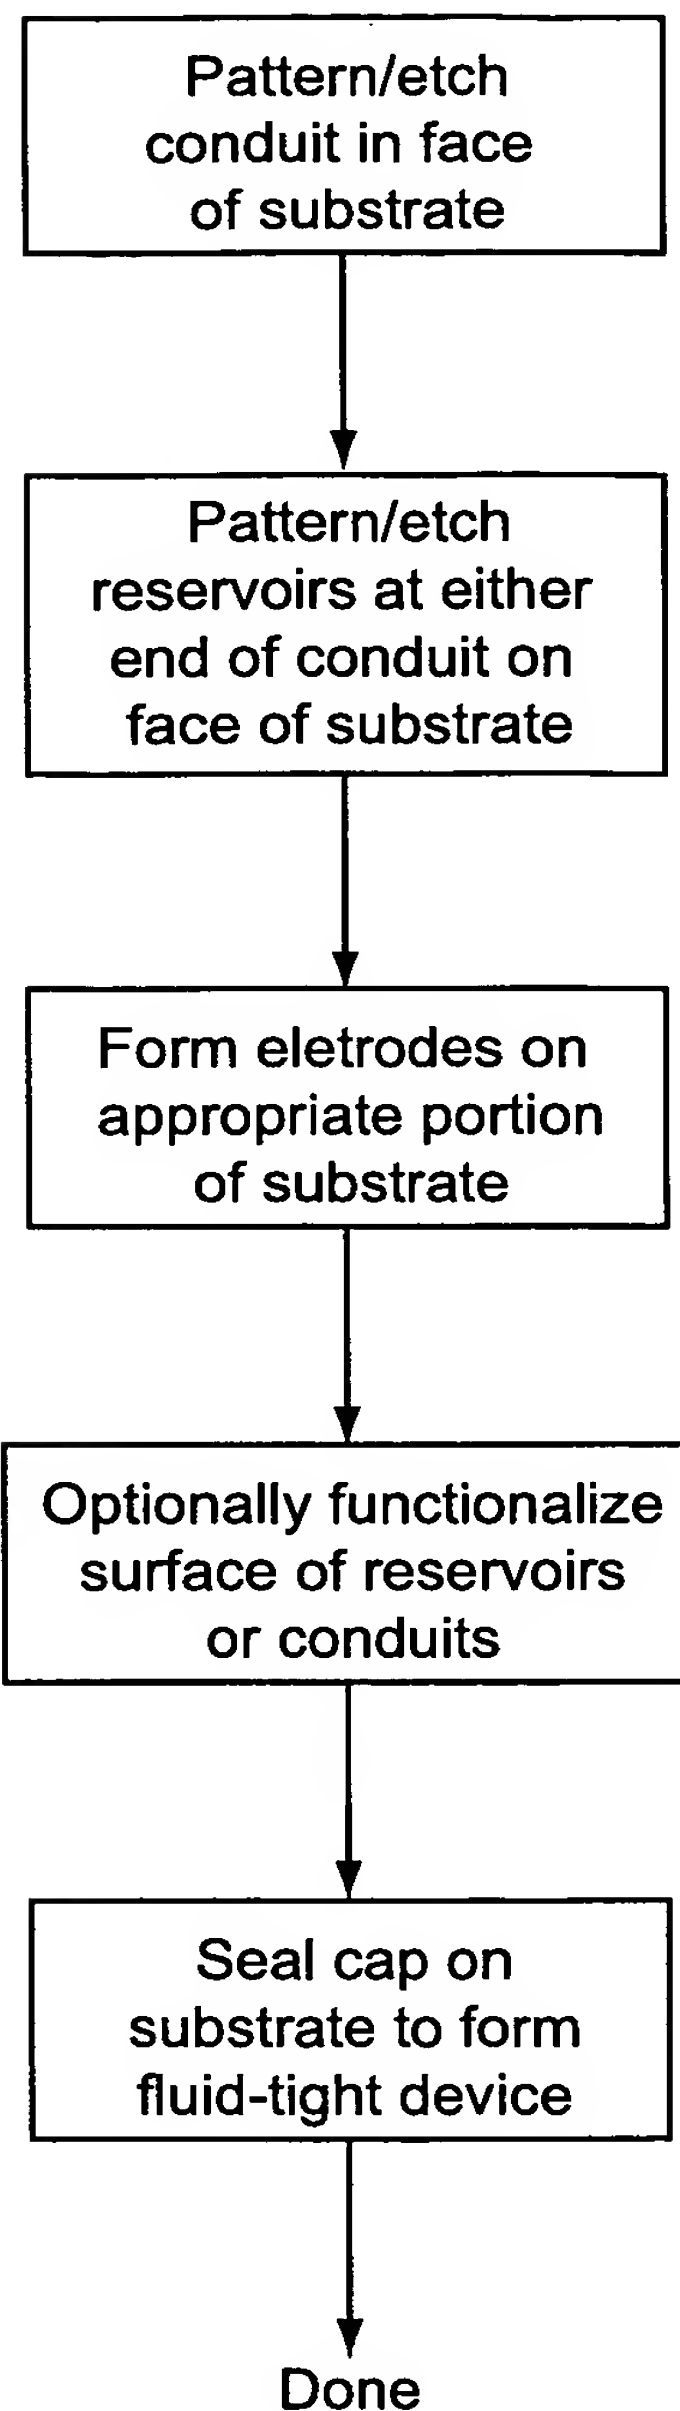 Pattern/etch
conduit in face
of substrate
Pattern/etch
reservoirs at either
end of conduit on
face of substrate
Form eletrodes on
appropriate portion
of substrate
Optionally functionalize
surface of reservoirs
or conduits
Seal cap on
substrate to form
fluid-tight device
Done